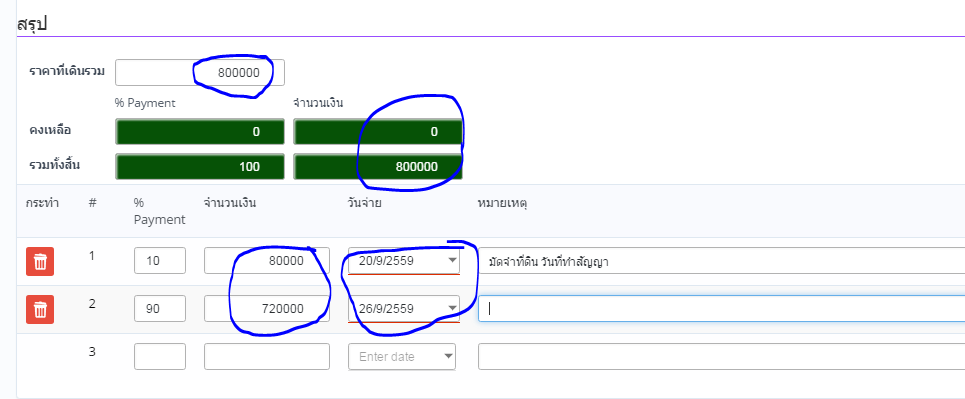 สรุป
ราคาที่เดินรวม 800000
% Payment จำนวนเงิน
คงเหลือ 0 0
รวมทั้งสิ้น 100 800000
กระทำ # % Payment จำนวนเงิน วันจ่าย หมายเหตุ
1 10 80000 20/9/2559 มัดจำที่ดิน วันที่ทำสัญญา
2 90 720000 26/9/2559
3 Enter date